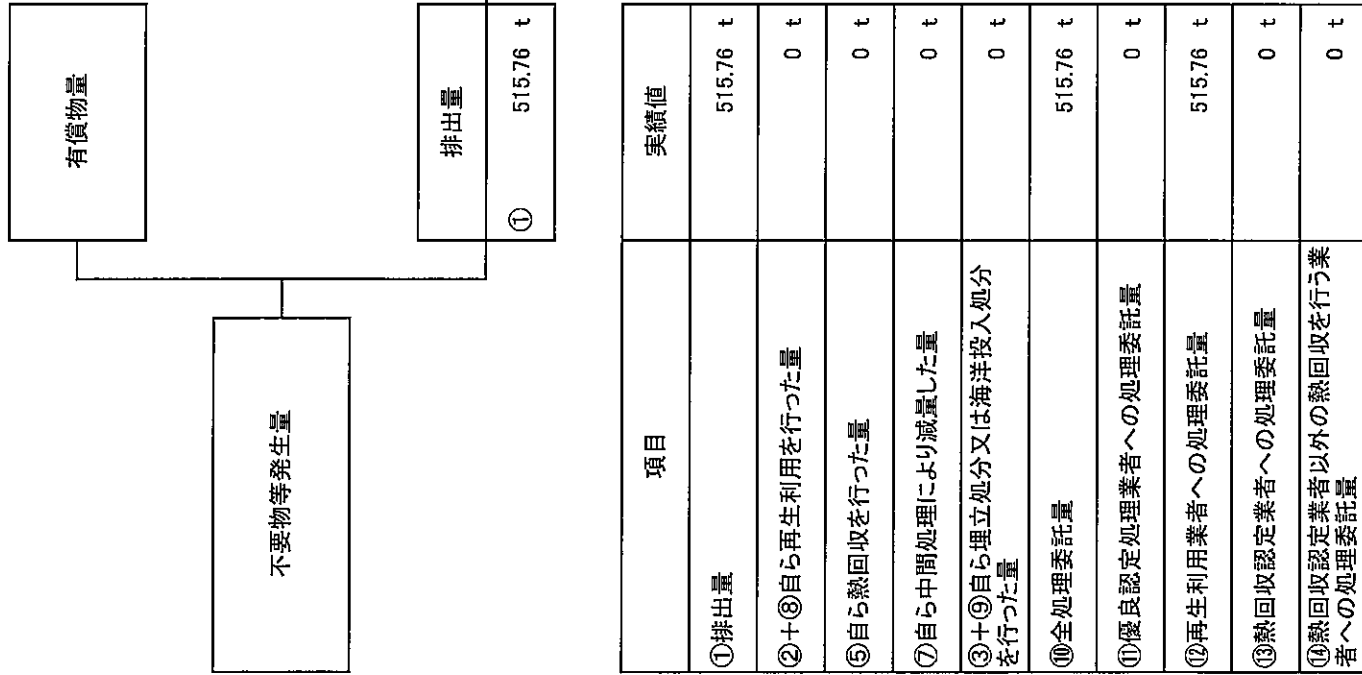 有償物量
不要物等発生量
排出量
① 515.76 t
項目 実績値
①排出量 515.76 t
②+⑧自ら再生利用を行った量 0 t
⑤自ら熱回収を行った量 0 t
⑦自ら中間処理により減量した量 0 t
③+⑨自ら埋立処分又は海洋投入処分
を行った量 0 t
⑩全処理委託量 515.76 t
⑪優良認定処理業者への処理委託量 0 t
⑫再生利用業者への処理委託量 515.76 t
⑬熱回収認定業者への処理委託量 0 t
⑭熱回収認定業者以外の熱回収を行う業
者への処理委託量 0 t